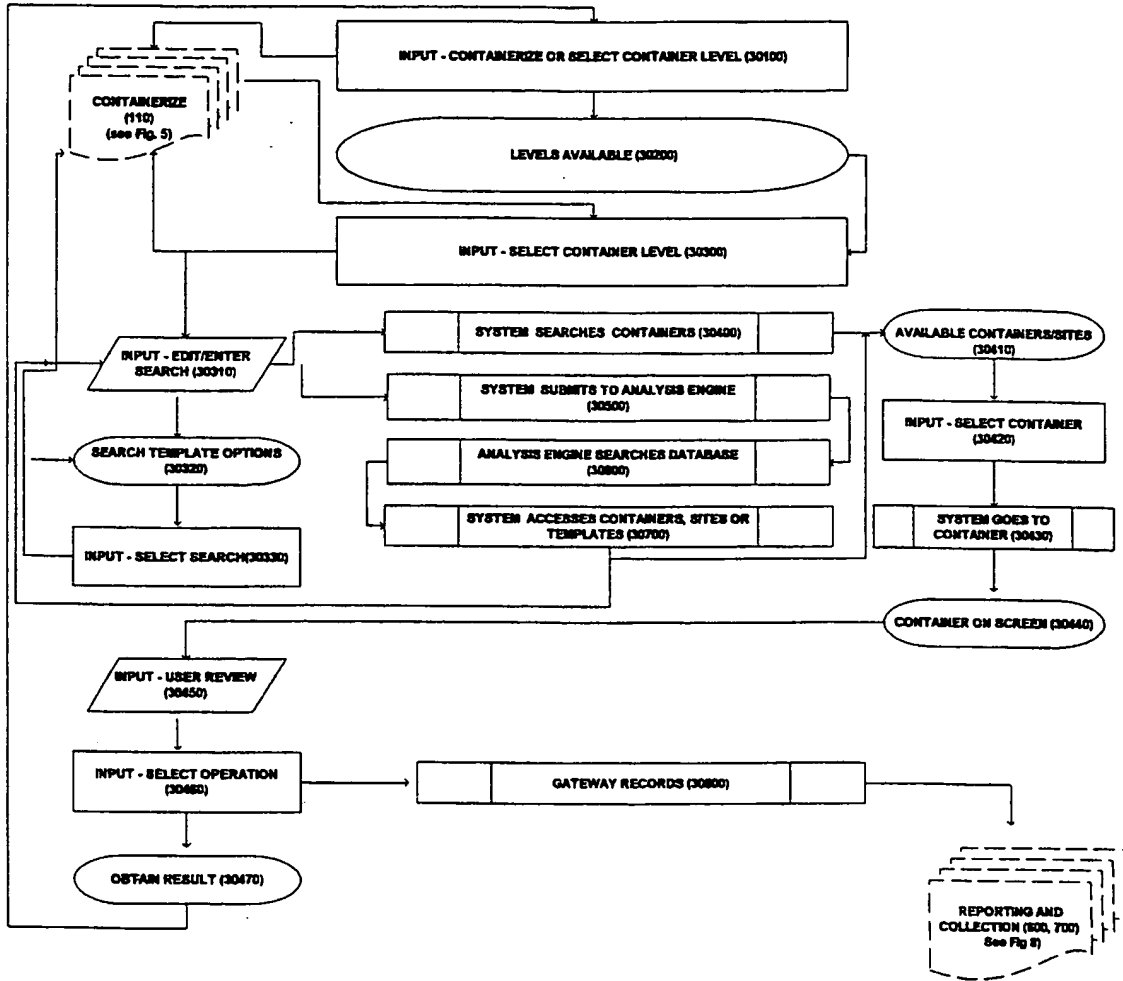 INPUT - CONTAINERIZE OR SELECT CONTAINER LEVEL (30100)
CONTAINERIZE
(110)
(see Fig. 5)
LEVELS AVAILABLE (30200)
INPUT - SELECT CONTAINER LEVEL (30300)
INPUT - EDIT/ENTER
SEARCH (30310)
SYSTEM SEARCHES CONTAINERS (30400)
AVAILABLE CONTAINERS/SITES
(30410)
SYSTEM SUBMITS TO ANALYSIS ENGINE
(30500)
INPUT - SELECT CONTAINER
(30420)
SEARCH TEMPLATE OPTIONS
(30320)
ANALYSIS ENGINE SEARCHES DATABASE
(30600)
SYSTEM ACCESSES CONTAINERS, SITES OR
TEMPLATES (30700)
SYSTEM GOES TO
CONTAINER (30430)
INPUT - SELECT SEARCH(30330)
CONTAINER ON SCREEN (30440)
INPUT - USER REVIEW
(30450)
INPUT - SELECT OPERATION
(30460)
GATEWAY RECORDS (30800)
OBTAIN RESULT (30470)
REPORTING AND
COLLECTION (600, 700)
See Fig 8)